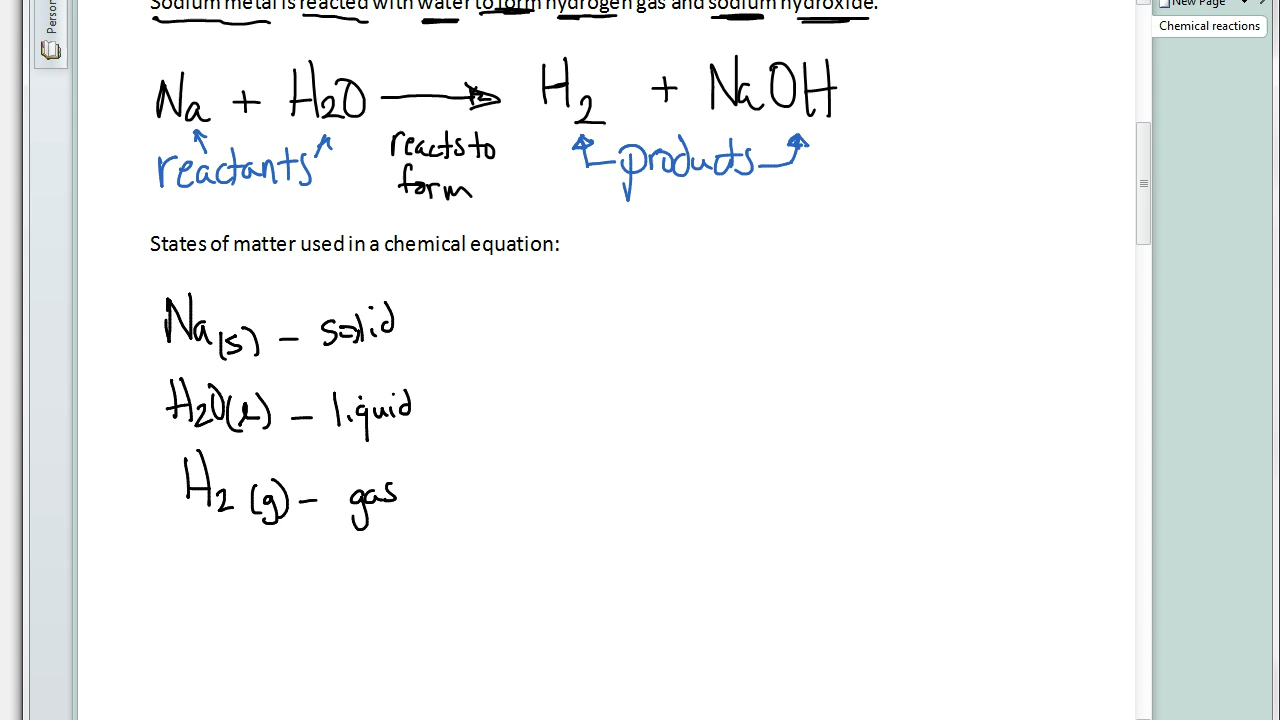 New Page
Person
Chemical reactions
Sodium metal is reacted with water to form hydrogen gas and sodium hydroxide.
Na + H2O → H2 + NaOH
reactants reacts to form products
States of matter used in a chemical equation:
Na(s) – solid
H2O(l) – liquid
H2 (g) – gas